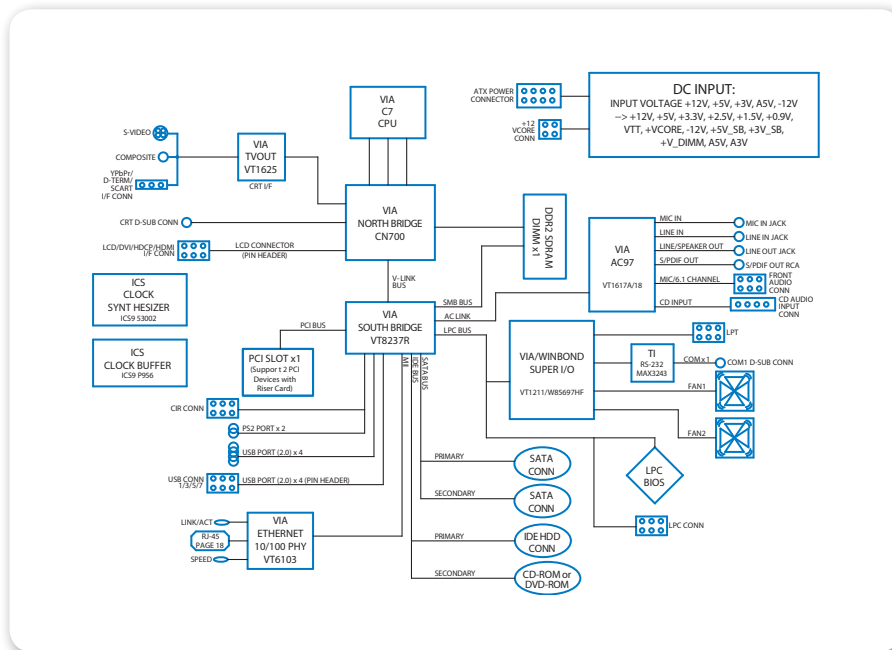 VIA
C7
CPU
ATX POWER
CONNECTOR
+12
VCORE
CONN
DC INPUT:
INPUT VOLTAGE +12V, +5V, +3V, A5V, -12V
--> +12V, +5V, +3.3V, +2.5V, +1.5V, +0.9V,
VTT, +VCORE, -12V, +5V_SB, +3V_SB,
+V_DIMM, A5V, A3V
S-VIDEO
COMPOSITE
YPbPr/
D-TERM/
SCART
I/F CONN
VIA
TVOUT
VT1625
CRT I/F
CRT D-SUB CONN
LCD/DVI/HDCP/HDMI
I/F CONN
LCD CONNECTOR
(PIN HEADER)
VIA
NORTH BRIDGE
CN700
DDR2 SDRAM
DIMM x1
VIA
AC97
VT1617A/18
MIC IN
LINE IN
LINE/SPEAKER OUT
S/PDIF OUT
MIC/6.1 CHANNEL
CD INPUT
MIC IN JACK
LINE IN JACK
LINE OUT JACK
S/PDIF OUT RCA
FRONT
AUDIO
CONN
CD AUDIO
INPUT
CONN
ICS
CLOCK
SYNT HESIZER
ICS9 53002
V-LINK
BUS
VIA
SOUTH BRIDGE
VT8237R
SMB BUS
AC LINK
LPC BUS
PCI BUS
ICS
CLOCK BUFFER
ICS9 P956
PCI SLOT x1
(Support 2 PCI
Devices with
Riser Card)
MII
IDE BUS
SATA BUS
VIA/WINBOND
SUPER I/O
VT1211/W85697HF
LPT
TI
RS-232
MAX3243
COM x 1
COM1 D-SUB CONN
FAN1
FAN2
CIR CONN
PS2 PORT x 2
USB PORT (2.0) x 4
USB CONN
1/3/S/7
USB PORT (2.0) x 4 (PIN HEADER)
PRIMARY
SATA
CONN
SECONDARY
SATA
CONN
LPC
BIOS
LPC CONN
LINK/ACT
RJ-45
PAGE 18
SPEED
VIA
ETHERNET
10/100 PHY
VT6103
PRIMARY
IDE HDD
CONN
SECONDARY
CD-ROM or
DVD-ROM